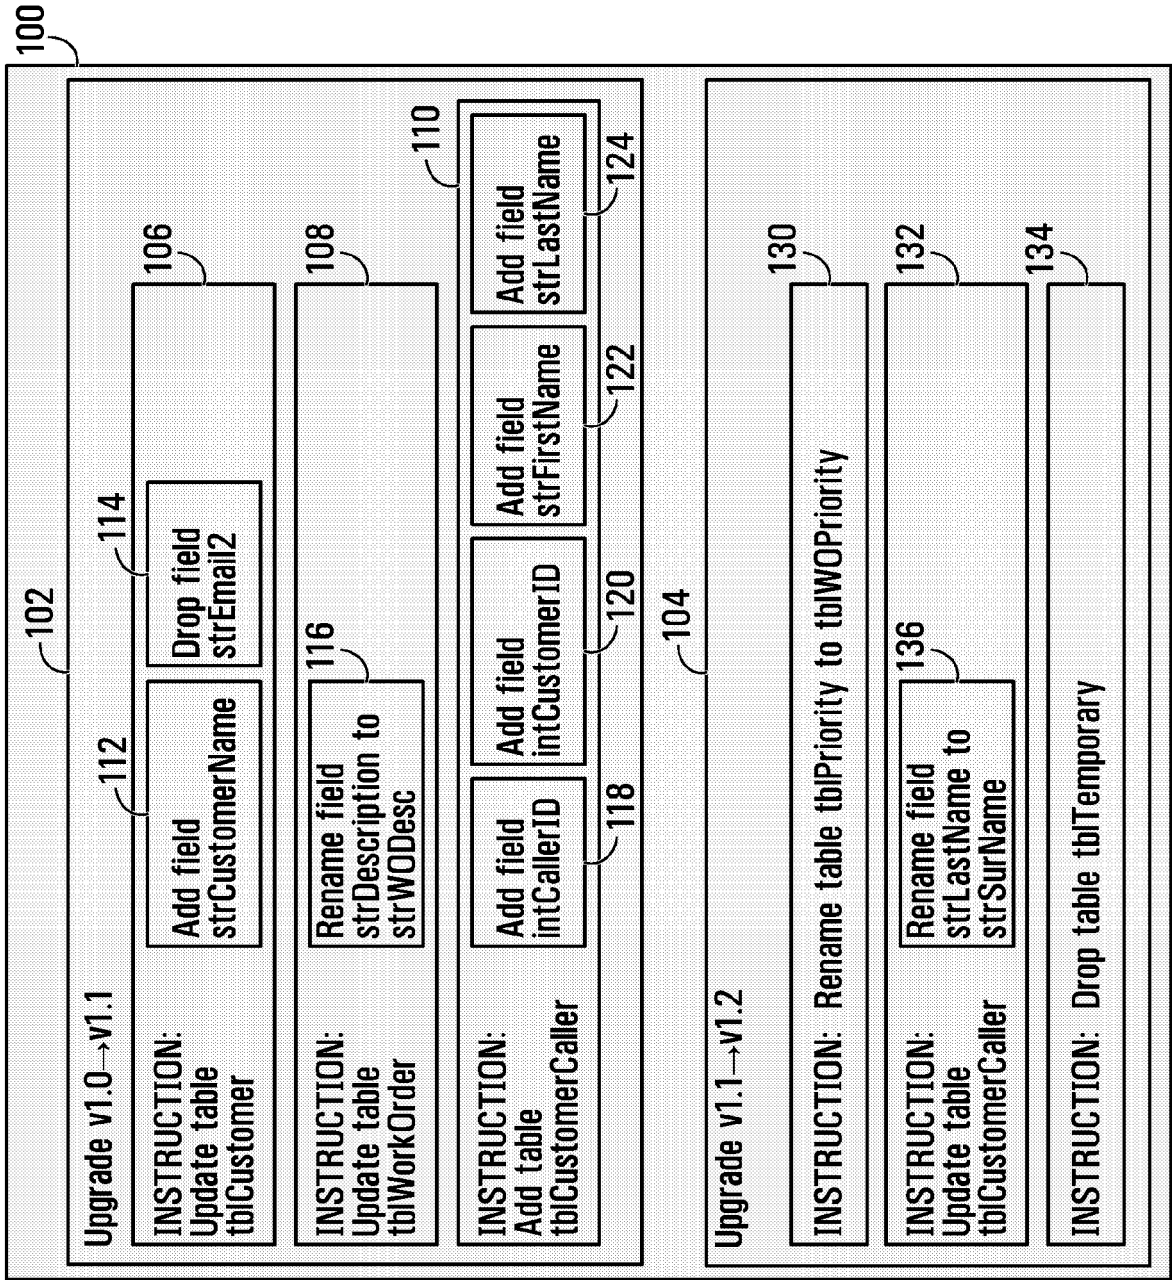 100
102
Upgrade v1.0→v1.1
112
114
106
INSTRUCTION:
Update table
tblCustomer
Add field
strCustomerName
Drop field
strEmail2
116
108
INSTRUCTION:
Update table
tblWorkOrder
Rename field
strDescription to
strWODesc
110
INSTRUCTION:
Add table
tblCustomerCaller
Add field
intCallerID
Add field
intCustomerID
Add field
strFirstName
Add field
strLastName
118
120
122
124
104
Upgrade v1.1→v1.2
130
INSTRUCTION: Rename table tblPriority to tblWOPriority
136
132
INSTRUCTION:
Update table
tblCustomerCaller
Rename field
strLastName to
strSurName
134
INSTRUCTION: Drop table tblTemporary